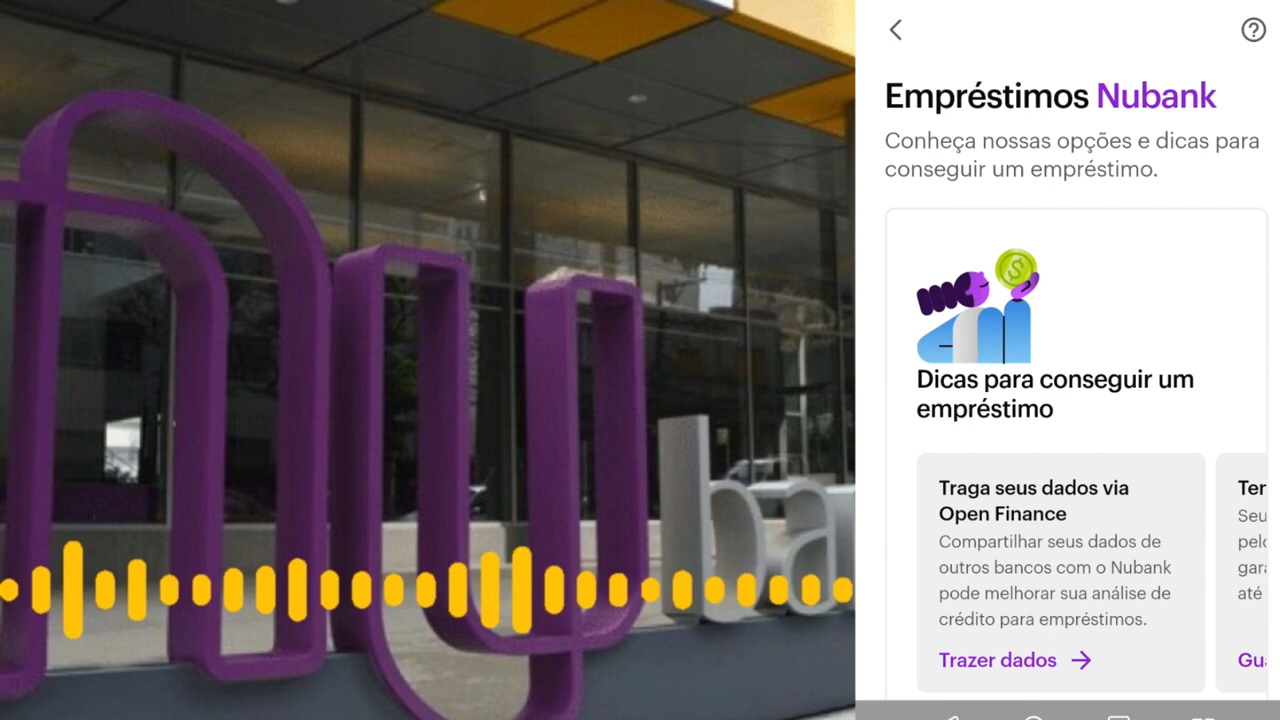 nu
ba
Empréstimos Nubank
Conheça nossas opções e dicas para
conseguir um empréstimo.
Dicas para conseguir um
empréstimo
Traga seus dados via
Open Finance
Compartilhar seus dados de
outros bancos com o Nubank
pode melhorar sua análise de
crédito para empréstimos.
Trazer dados